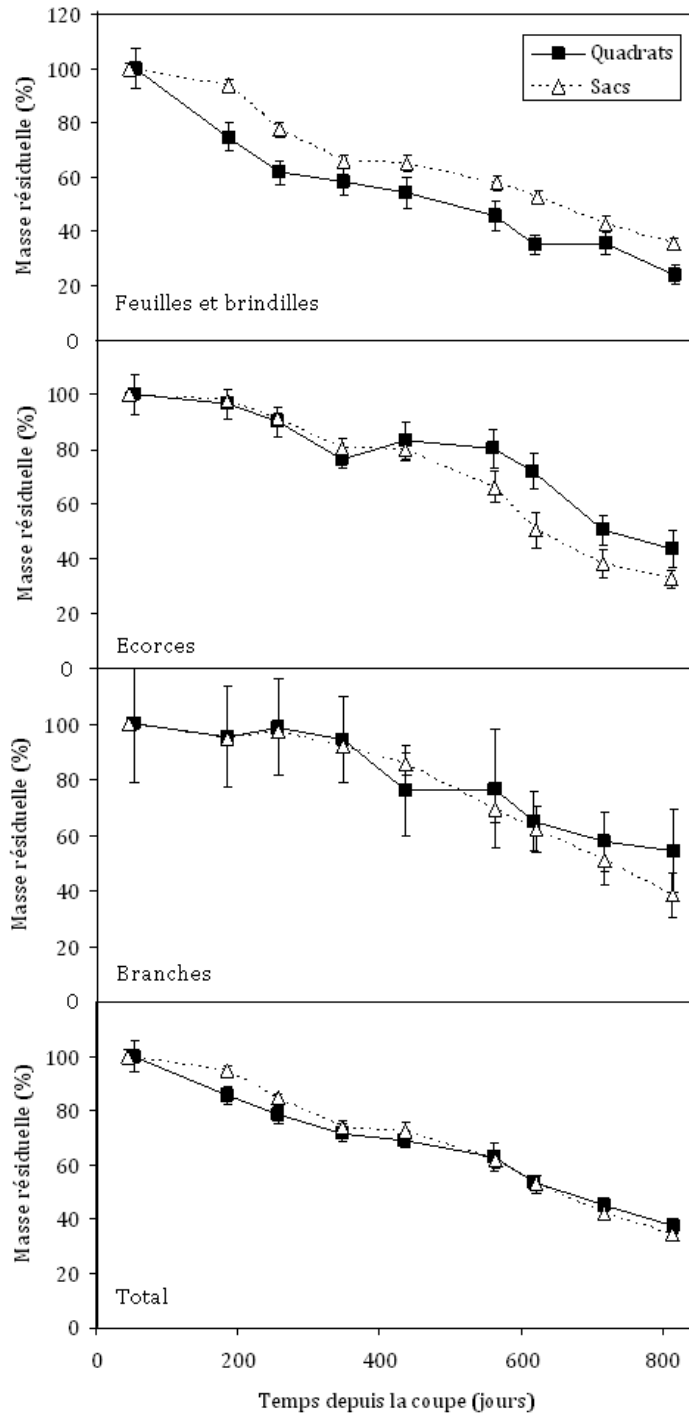 120
100
80
60
40
20
0
Masse résiduelle (%)
Quadrats
Sacs
Feuilles et brindilles
100
80
60
40
20
0
Masse résiduelle (%)
Ecorces
100
80
60
40
20
0
Masse résiduelle (%)
Branches
100
80
60
40
20
0
Masse résiduelle (%)
Total
0 200 400 600 800
Temps depuis la coupe (jours)